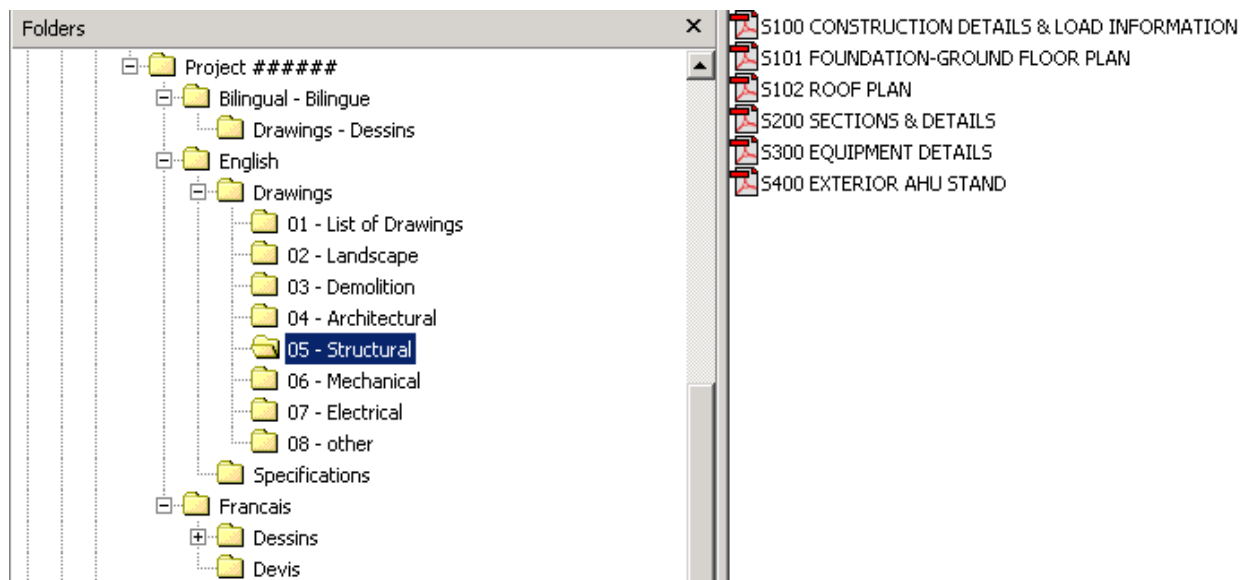 Folders
Project ######
Bilingual - Bilingue
Drawings - Dessins
English
Drawings
01 - List of Drawings
02 - Landscape
03 - Demolition
04 - Architectural
05 - Structural
06 - Mechanical
07 - Electrical
08 - other
Specifications
Francais
Dessins
Devis
S100 CONSTRUCTION DETAILS & LOAD INFORMATION
S101 FOUNDATION-GROUND FLOOR PLAN
S102 ROOF PLAN
S200 SECTIONS & DETAILS
S300 EQUIPMENT DETAILS
S400 EXTERIOR AHU STAND